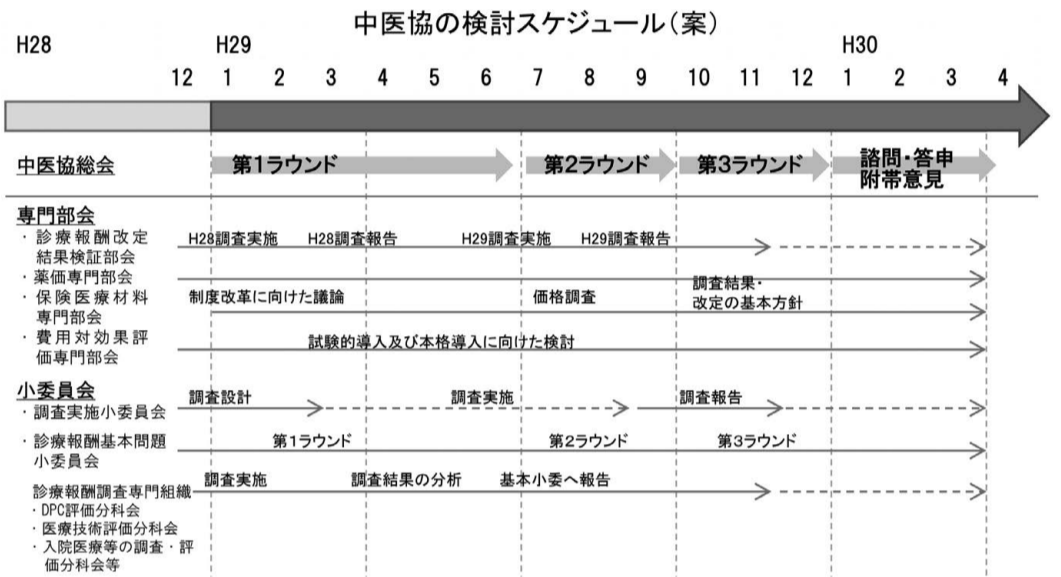 中医協の検討スケジュール(案)
H28 H29 H30
12 1 2 3 4 5 6 7 8 9 10 11 12 1 2 3 4
中医協総会 第1ラウンド 第2ラウンド 第3ラウンド 諮問・答申
附帯意見
専門部会
・診療報酬改定
結果検証部会
H28調査実施 H28調査報告 H29調査実施 H29調査報告
・薬価専門部会
・保険医療材料
専門部会
制度改革に向けた議論 価格調査 調査結果・
改定の基本方針
・費用対効果評
価専門部会
試験的導入及び本格導入に向けた検討
小委員会
・調査実施小委員会
調査設計 調査実施 調査報告
・診療報酬基本問題
小委員会
第1ラウンド 第2ラウンド 第3ラウンド
診療報酬調査専門組織
調査実施 調査結果の分析 基本小委へ報告
・DPC評価分科会
・医療技術評価分科会
・入院医療等の調査・評
価分科会等